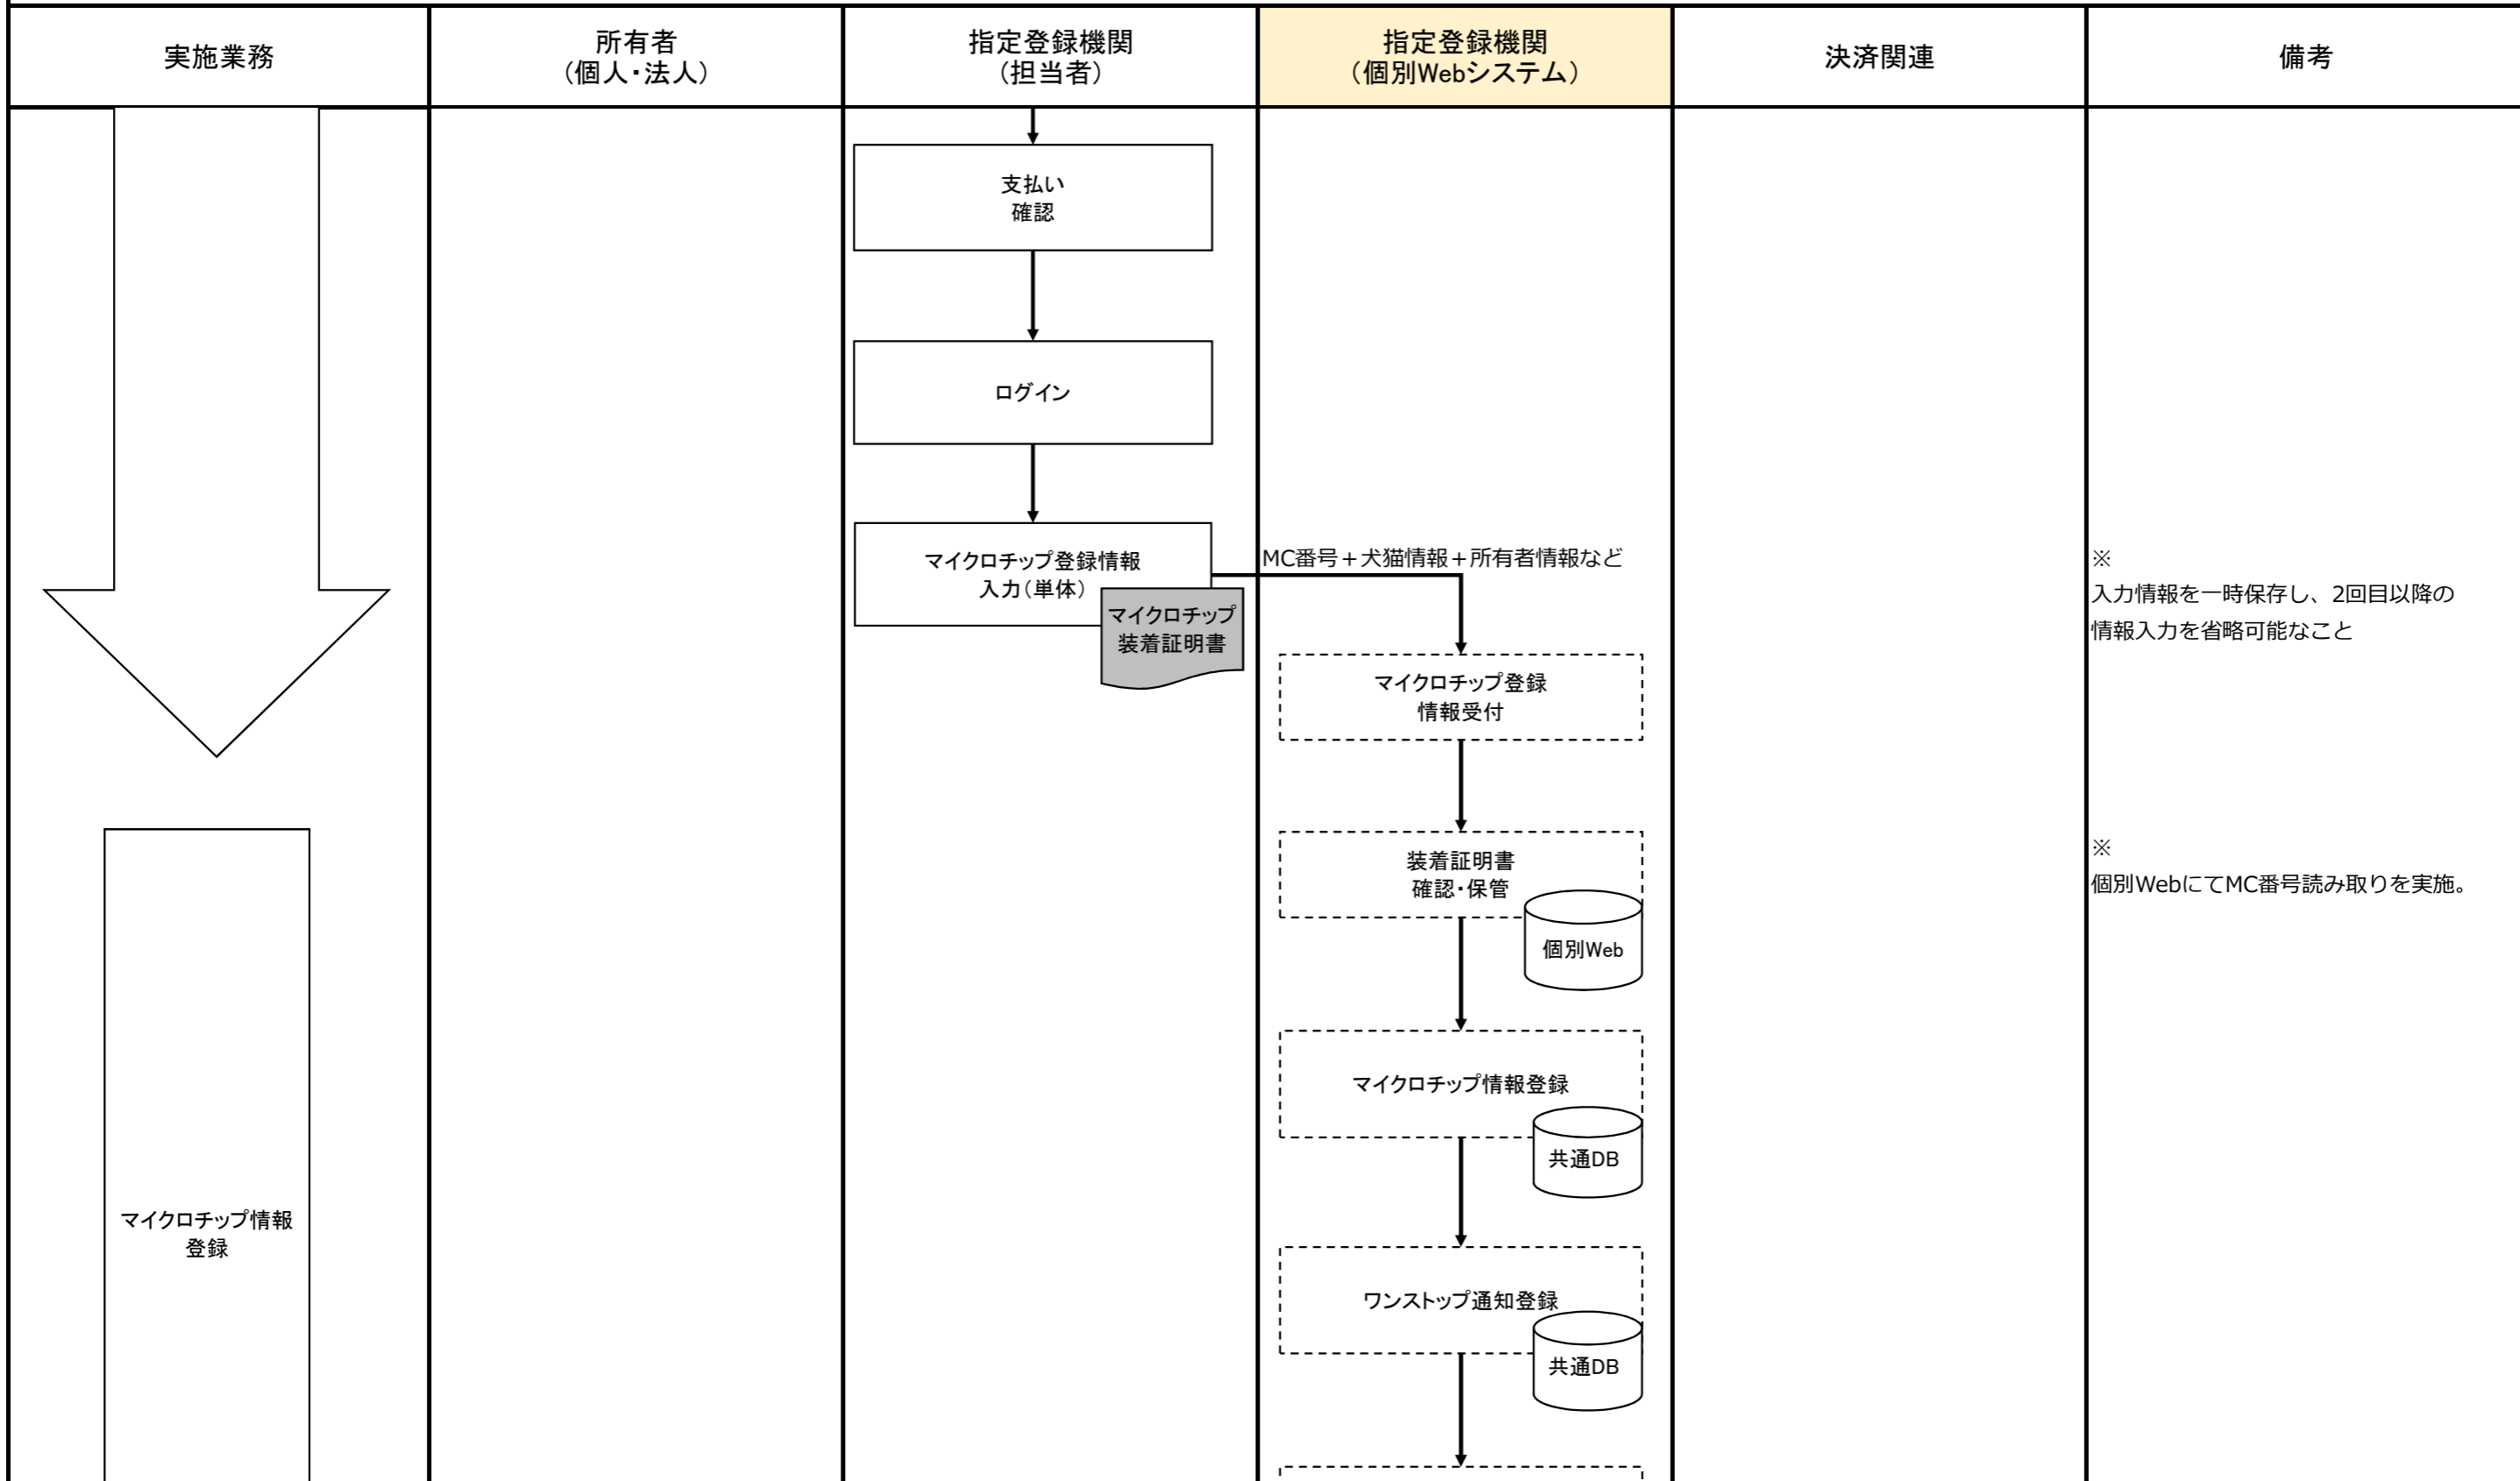 実施業務
所有者
（個人・法人）
指定登録機関
（担当者）
指定登録機関
（個別Webシステム）
決済関連
備考
支払い
確認
ログイン
マイクロチップ登録情報
入力（単体）
マイクロチップ
装着証明書
MC番号＋犬猫情報＋所有者情報など
※
入力情報を一時保存し、2回目以降の
情報入力を省略可能なこと
マイクロチップ登録
情報受付
装着証明書
確認・保管
個別Web
※
個別WebにてMC番号読み取りを実施。
マイクロチップ情報登録
共通DB
マイクロチップ情報
登録
ワンストップ通知登録
共通DB